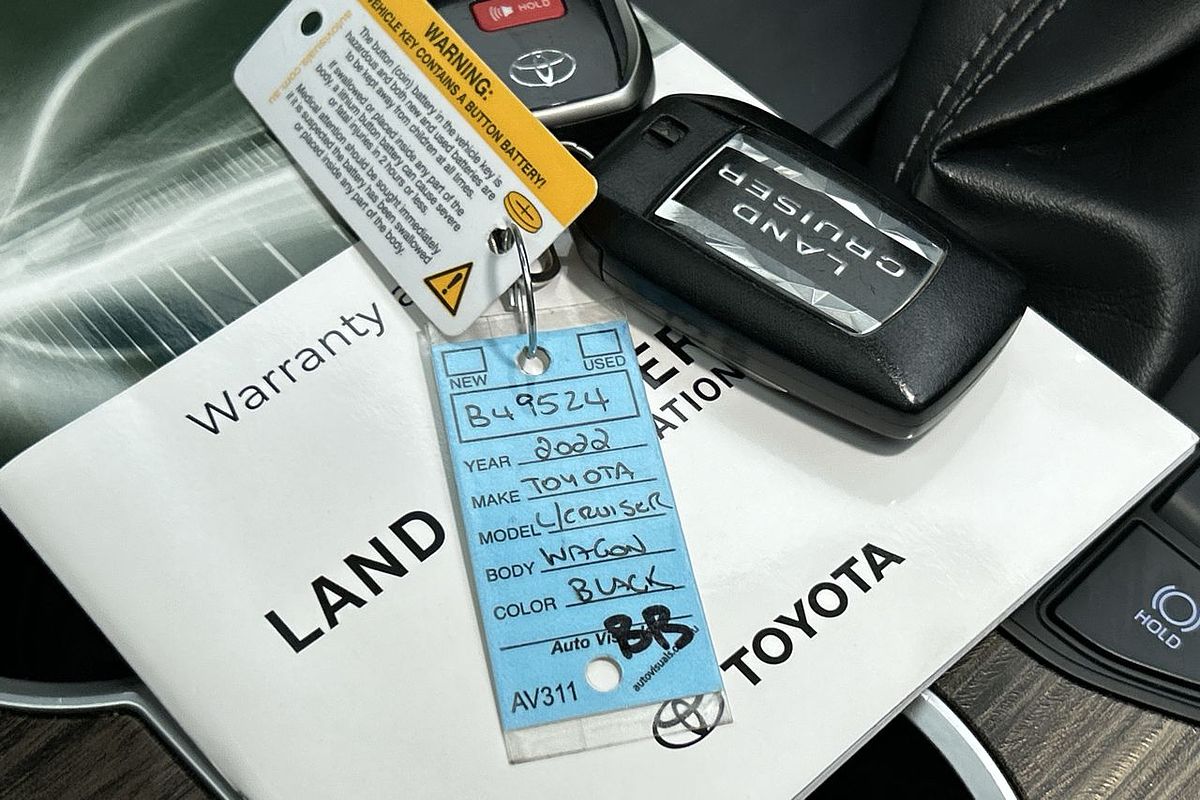 HOLD
WARNING:
VEHICLE KEY CONTAINS A BUTTON BATTERY!
The button (coin) battery in the vehicle key is
hazardous and both new and used batteries are
to be kept away from children at all times.
If swallowed or placed inside any part of the
body, a lithium button battery can cause severe
or fatal injuries in 2 hours or less.
Medical attention should be sought immediately
if it is suspected the battery has been swallowed
or placed inside any part of the body.
autovisuals.com.au
LAND
CRUISER
Warranty
LAND
TOYOTA
NEW USED
B49524
YEAR 2022
MAKE TOYOTA
MODEL L/CRUISER
BODY WAGON
COLOR BLACK
BB
Auto
AV311
HOLD